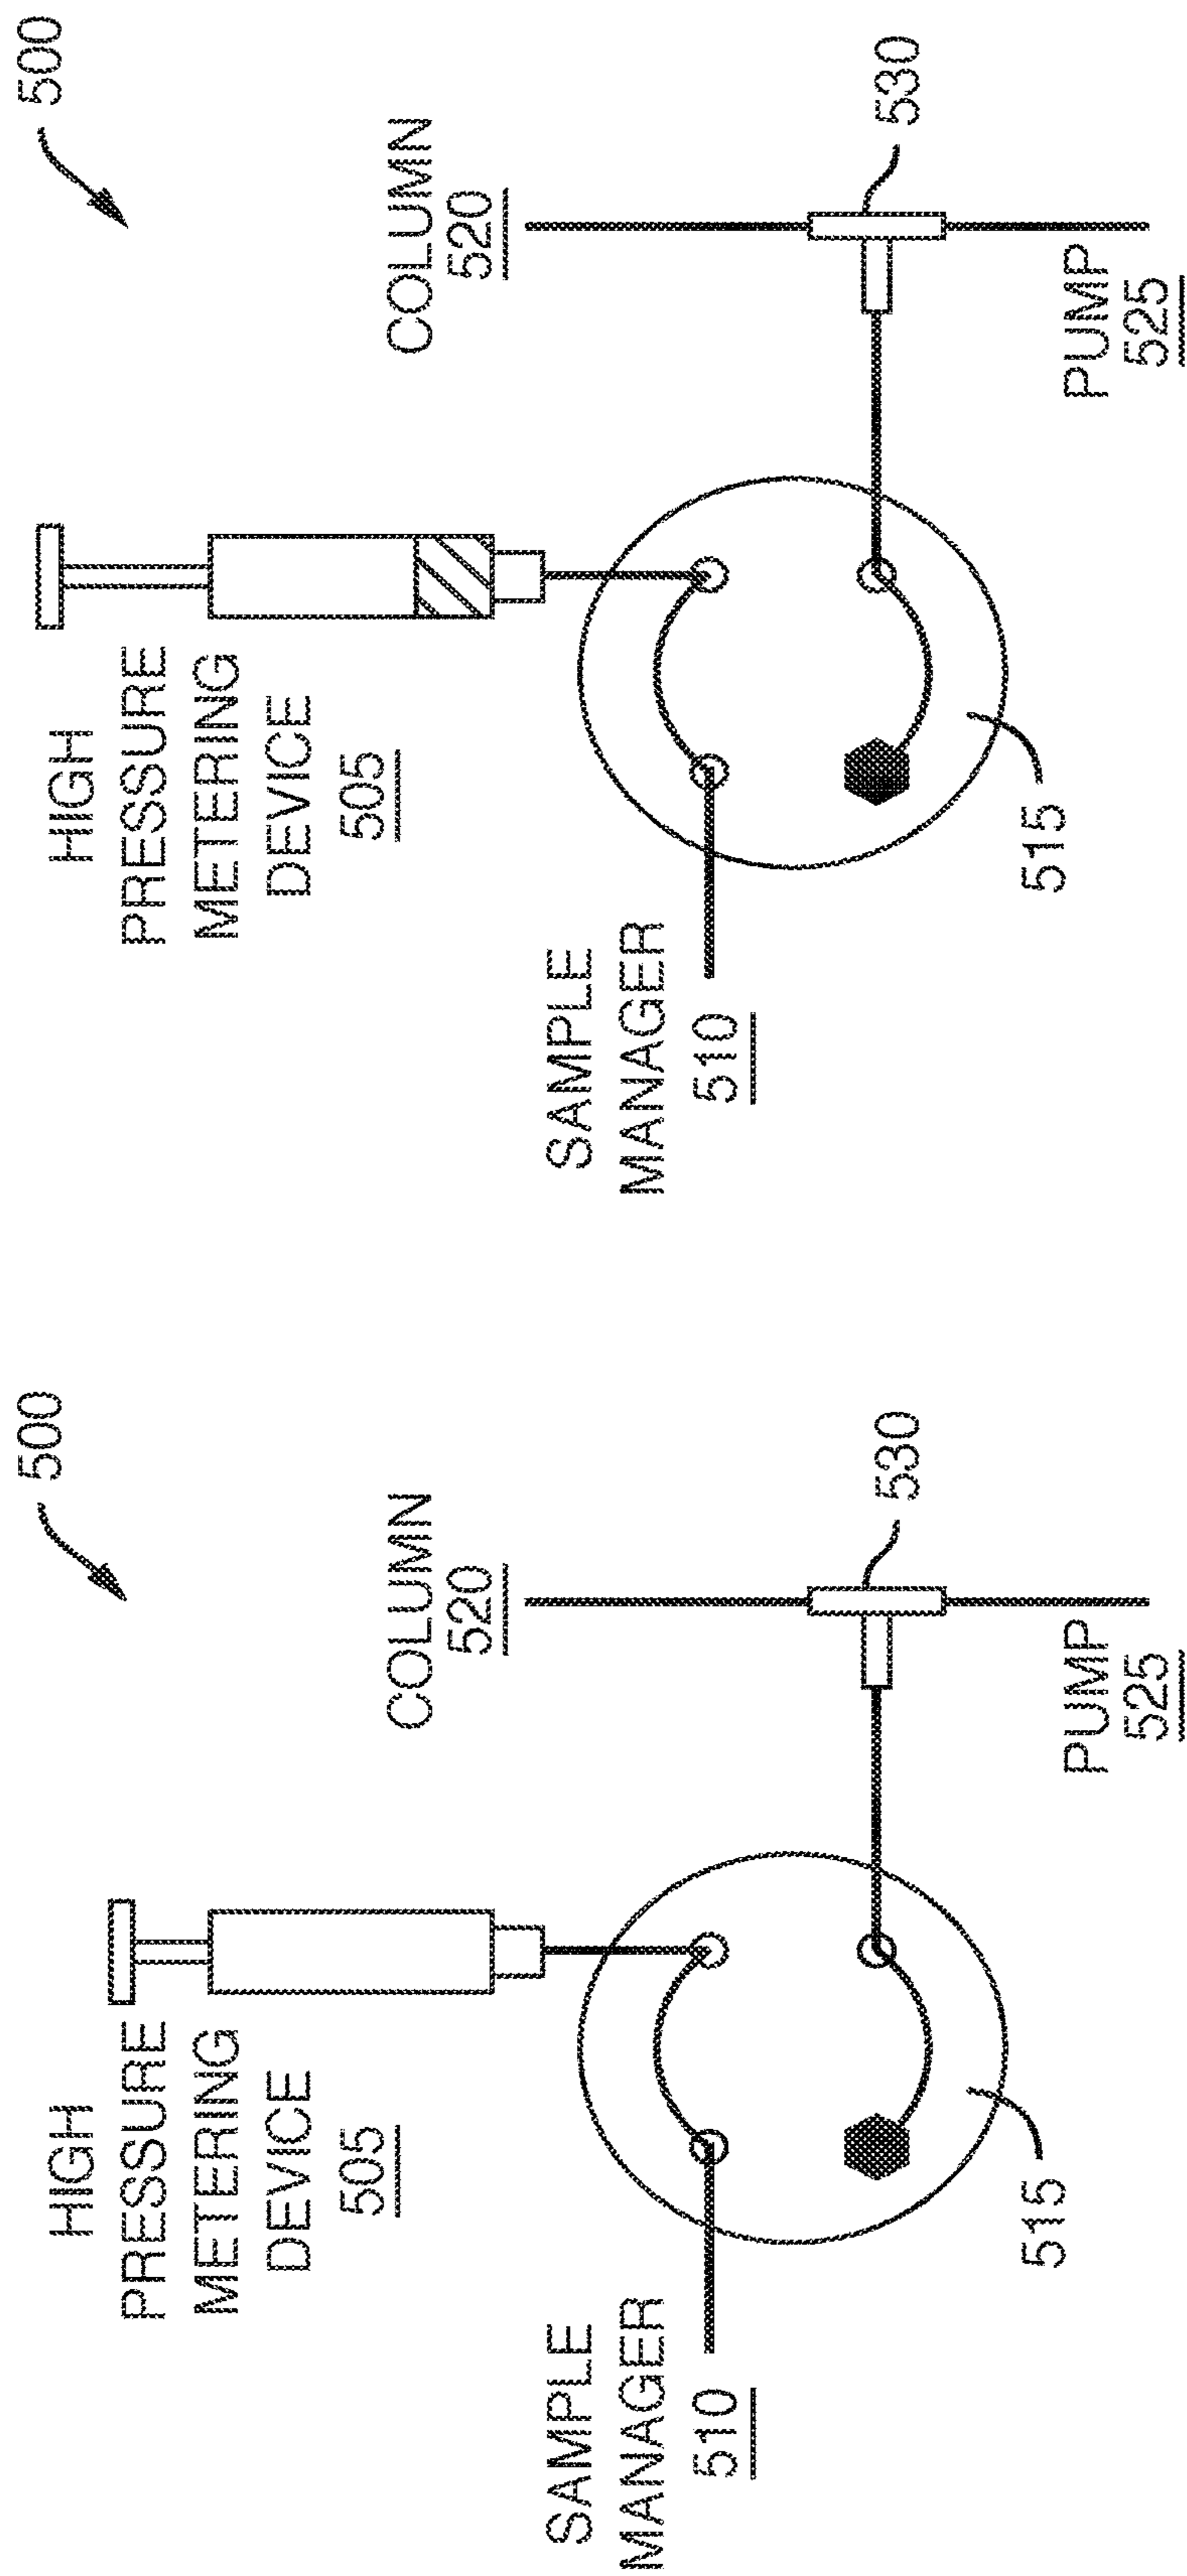 500
HIGH
PRESSURE
METERING
DEVICE
505
COLUMN
520
SAMPLE
MANAGER
510
530
515
PUMP
525
500
HIGH
PRESSURE
METERING
DEVICE
505
COLUMN
520
SAMPLE
MANAGER
510
530
515
PUMP
525